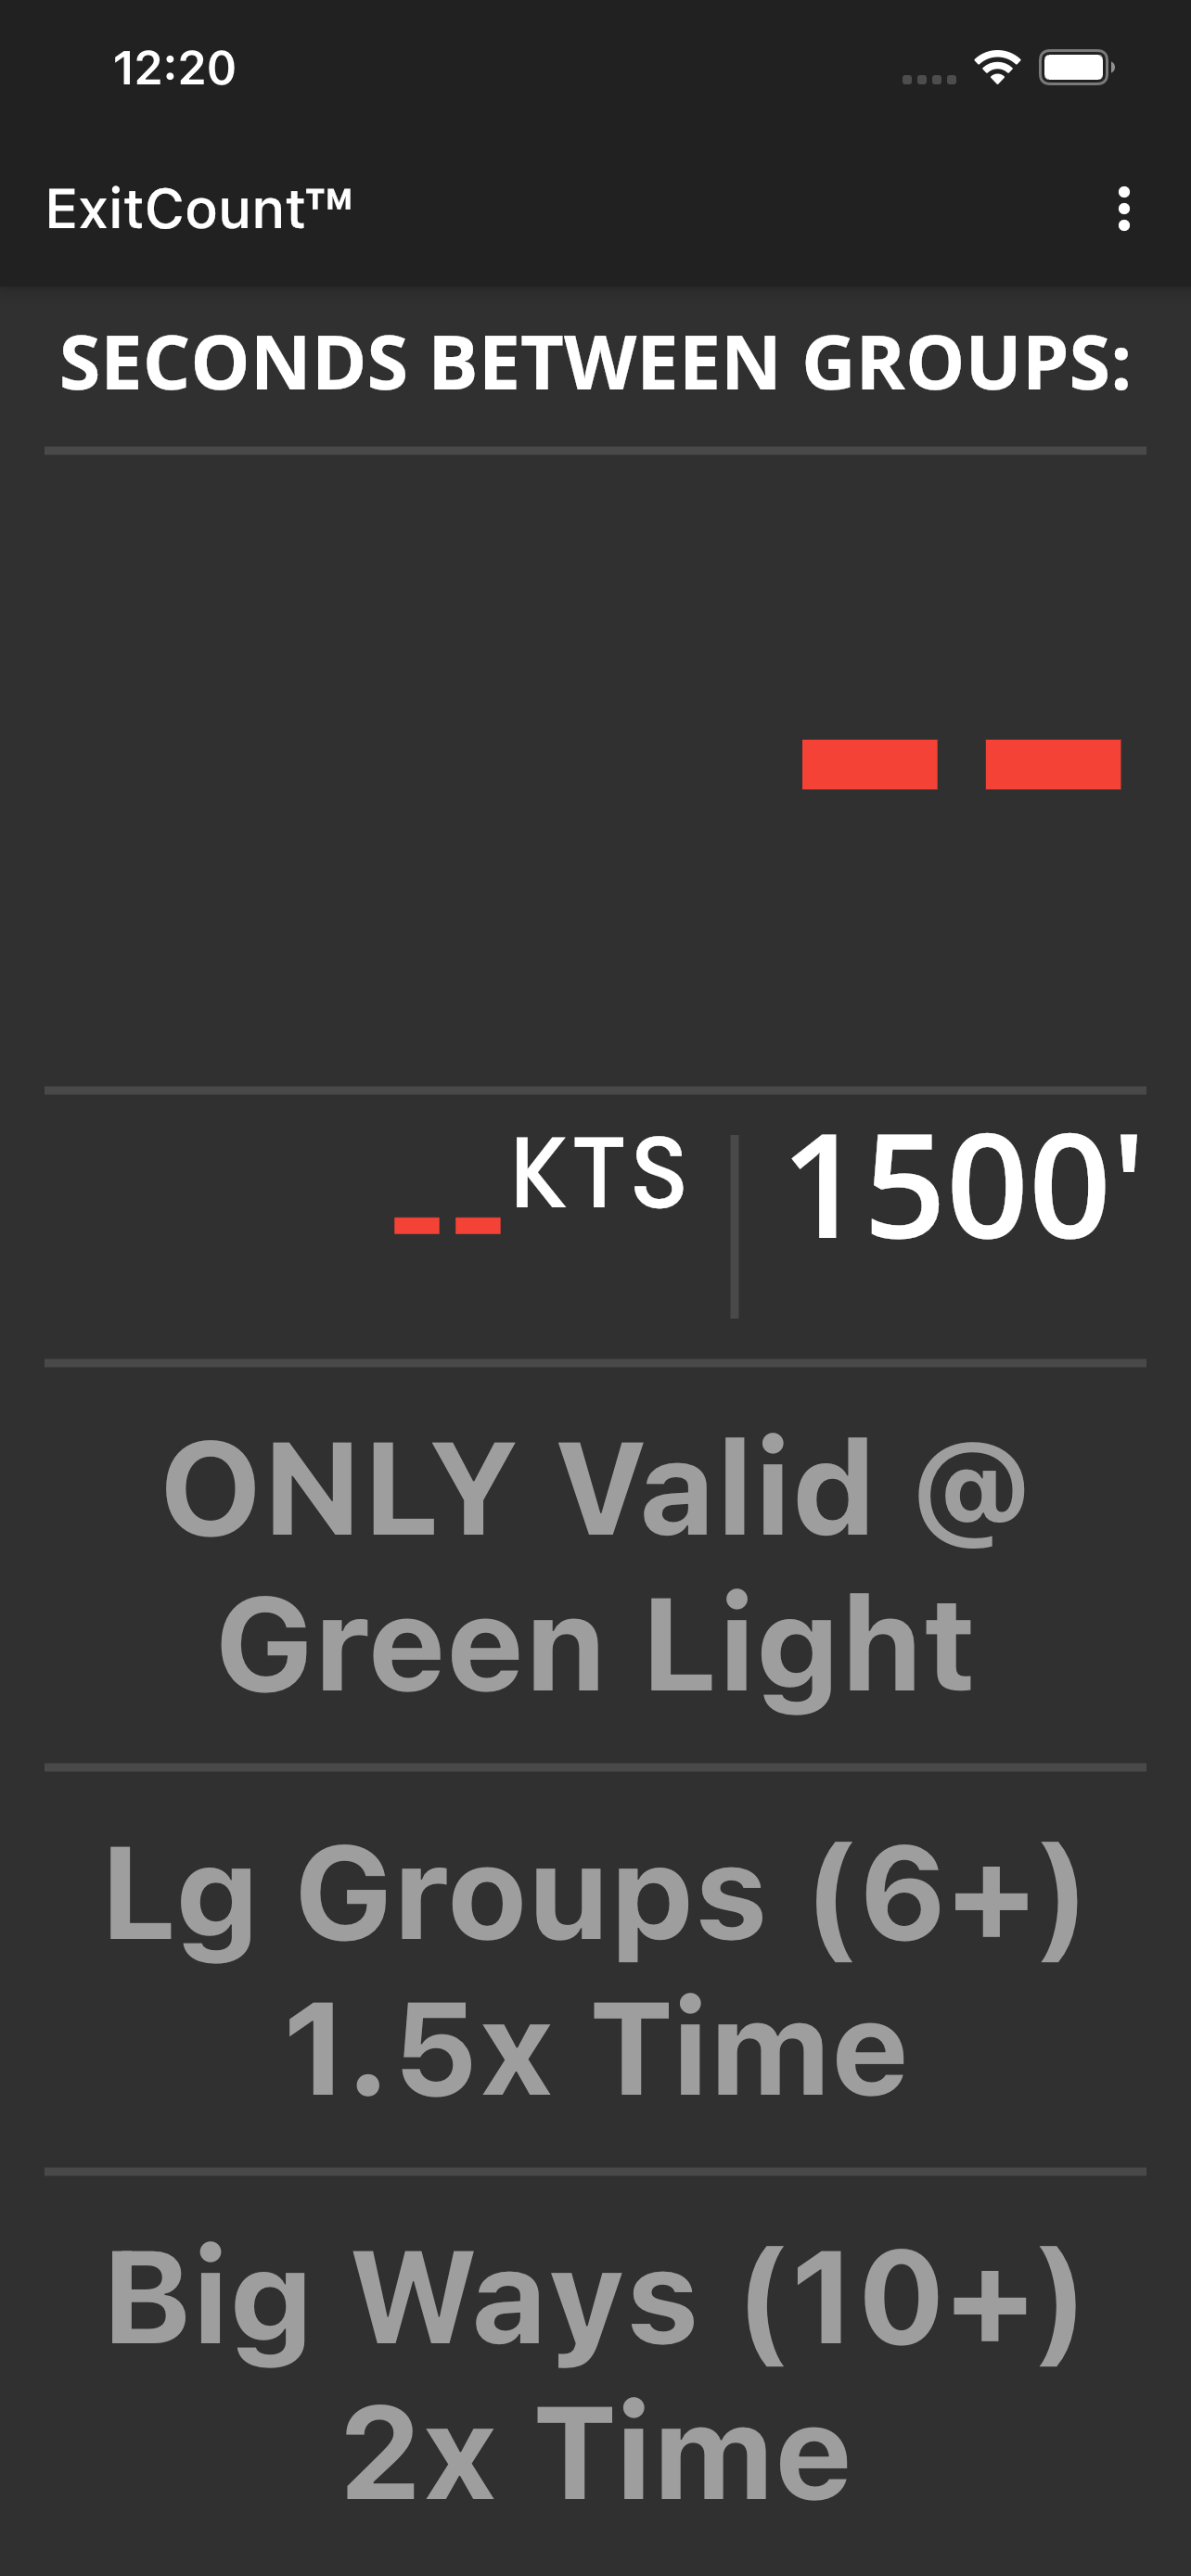 12:20
ExitCount™
SECONDS BETWEEN GROUPS:
--
--KTS 1500'
ONLY Valid @
Green Light
Lg Groups (6+)
1.5x Time
Big Ways (10+)
2x Time